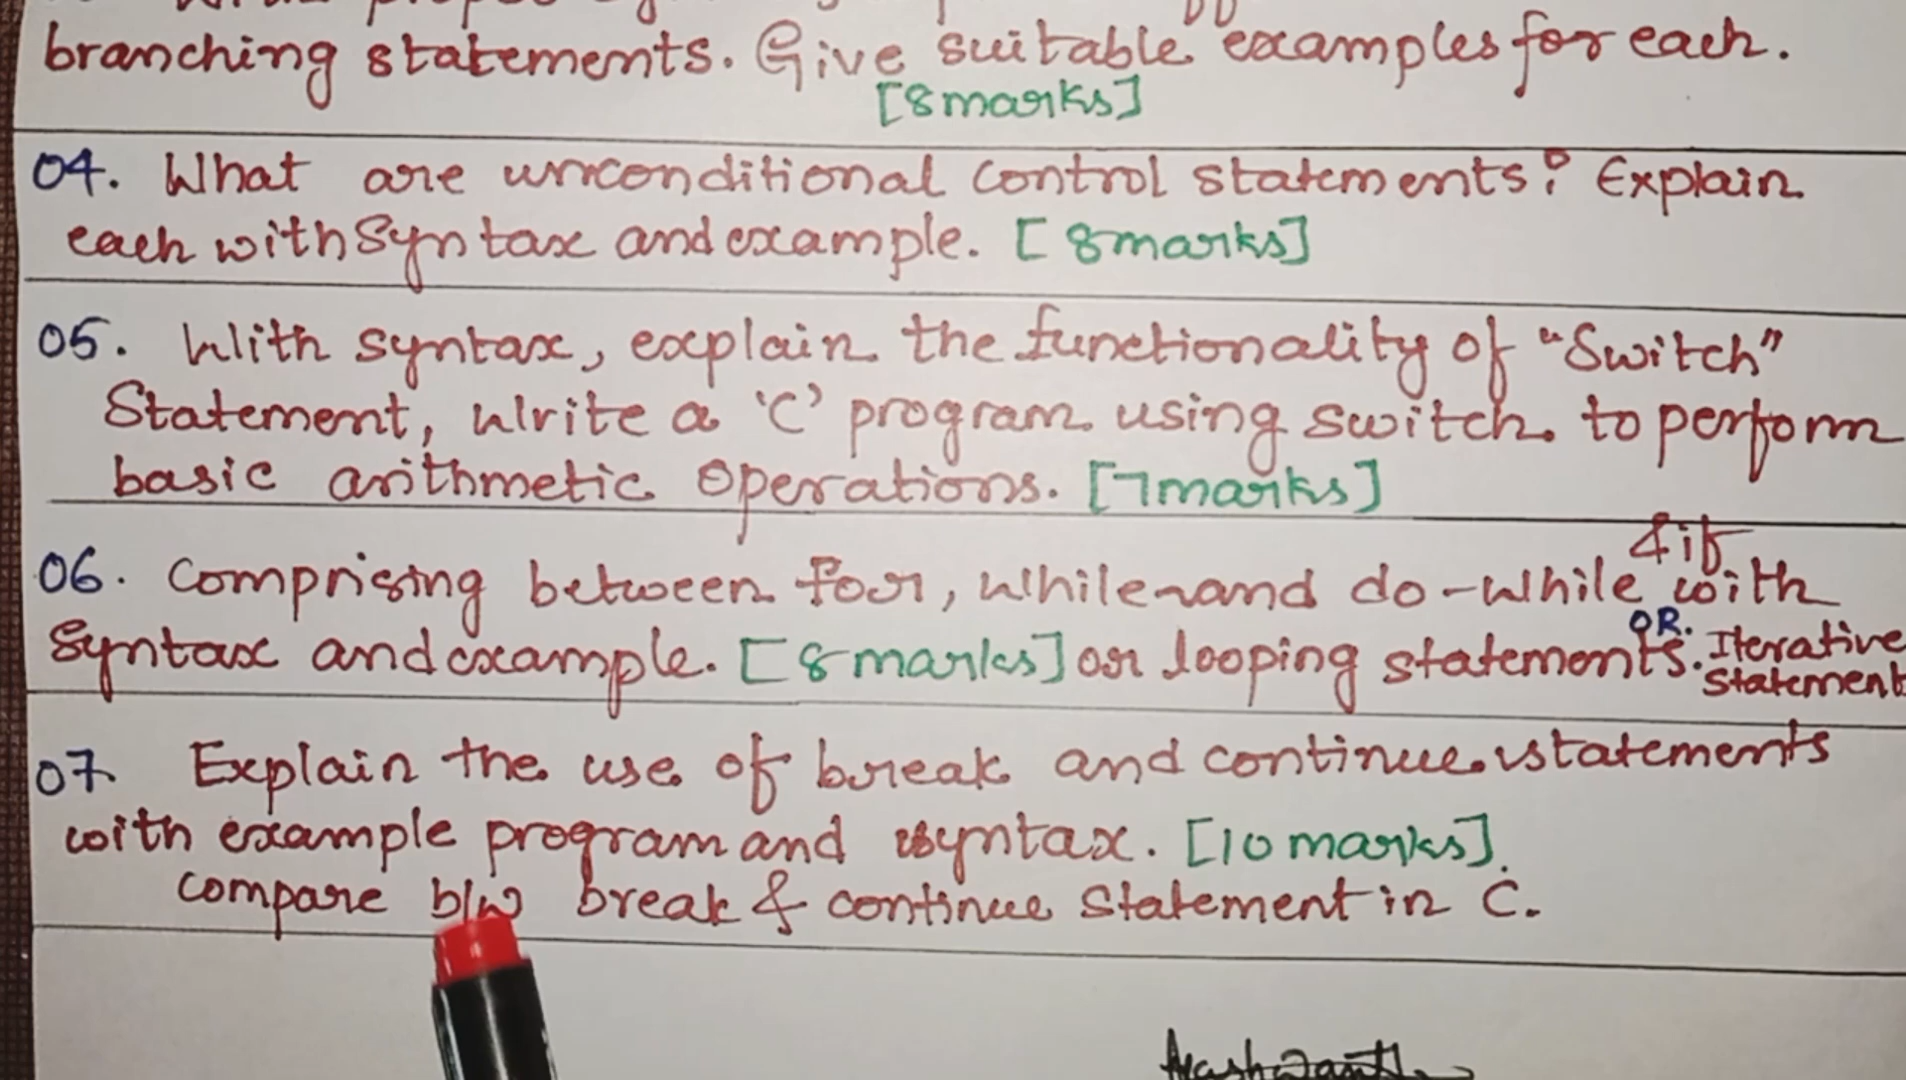 branching statements. Give suitable examples for each.
[8marks]
04. What are unconditional control statements? Explain
each with Syntax and example. [8marks]
05. With syntax, explain the functionality of "Switch"
Statement, Write a 'C' program using switch to perform
basic arithmetic operations. [7marks]
& if
06. Comprising between for, while and do-while with
Syntax and example. [8 marks] or looping statements. OR. Iterative
Statement
07. Explain the use of break and continue statements
with example program and syntax. [10 marks].
compare b/w break & continue statement in C.